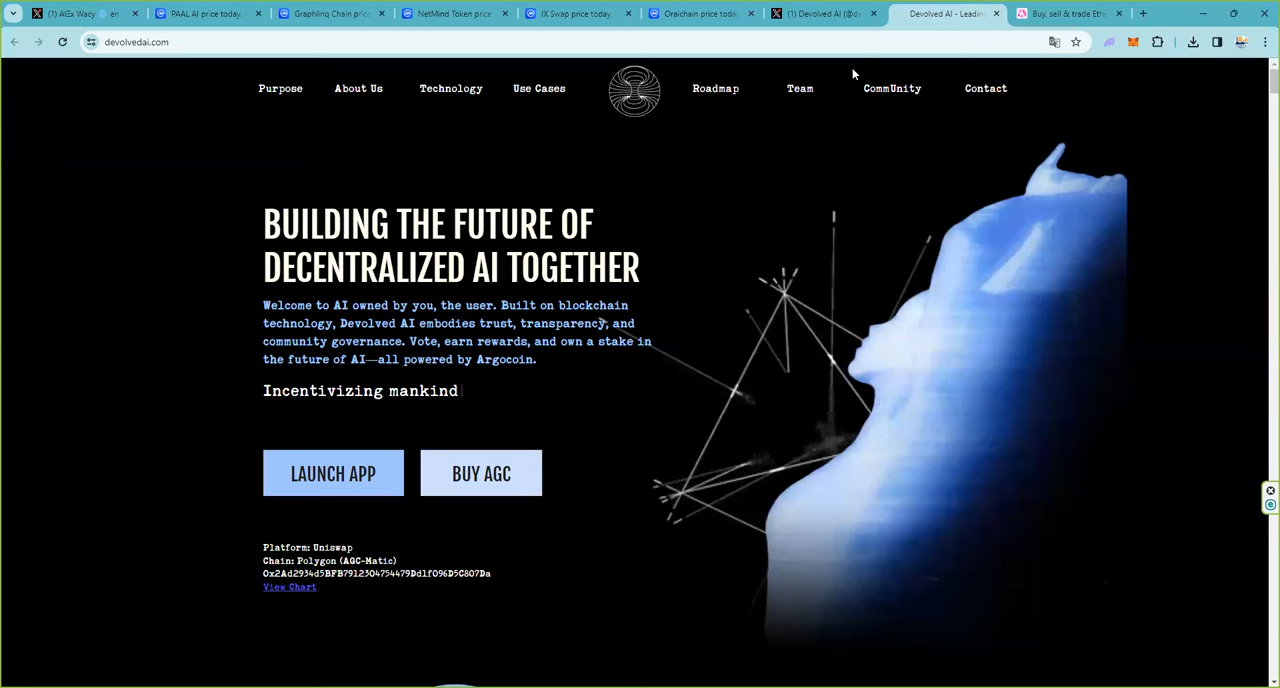 (1) AIEx Wacy
PAAL AI price today,
Graphlinq Chain price
NetMind Token price
IX Swap price today,
Oraichain price today,
(1) Devolved AI (@de
Devolved AI - Leadin
Buy, sell & trade Eth
devolvedai.com
Purpose
About Us
Technology
Use Cases
Roadmap
Team
CommUnity
Contact
BUILDING THE FUTURE OF
DECENTRALIZED AI TOGETHER
Welcome to AI owned by you, the user. Built on blockchain
technology, Devolved AI embodies trust, transparency, and
community governance. Vote, earn rewards, and own a stake in
the future of AI—all powered by Argocoin.
Incentivizing mankind
LAUNCH APP
BUY AGC
Platform: Uniswap
Chain: Polygon (AGC-Matic)
0x2Ad2934d5BFB7912304754479Dd1f096D5C807Da
View Chart